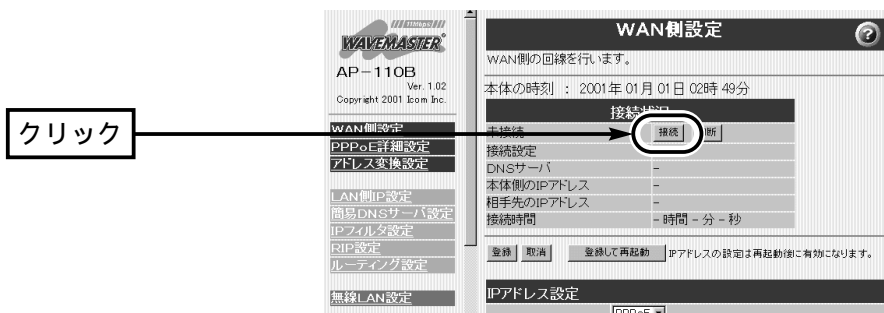 クリック
11Mbps
WAVEMASTER
AP-110B
Ver. 1.02
Copyright 2001 Icom Inc.
WAN側設定
PPPoE詳細設定
アドレス変換設定
LAN側IP設定
簡易DNSサーバ設定
IPフィルタ設定
RIP設定
ルーティング設定
無線LAN設定
WAN側設定
?
WAN側の回線を行います。
本体の時刻 : 2001年 01月 01日 02時 49分
接続状況
未接続 接続 切断
接続設定
DNSサーバ -
本体側のIPアドレス -
相手先のIPアドレス -
接続時間 - 時間 - 分 - 秒
登録 取消 登録して再起動 IPアドレスの設定は再起動後に有効になります。
IPアドレス設定
PPPoE